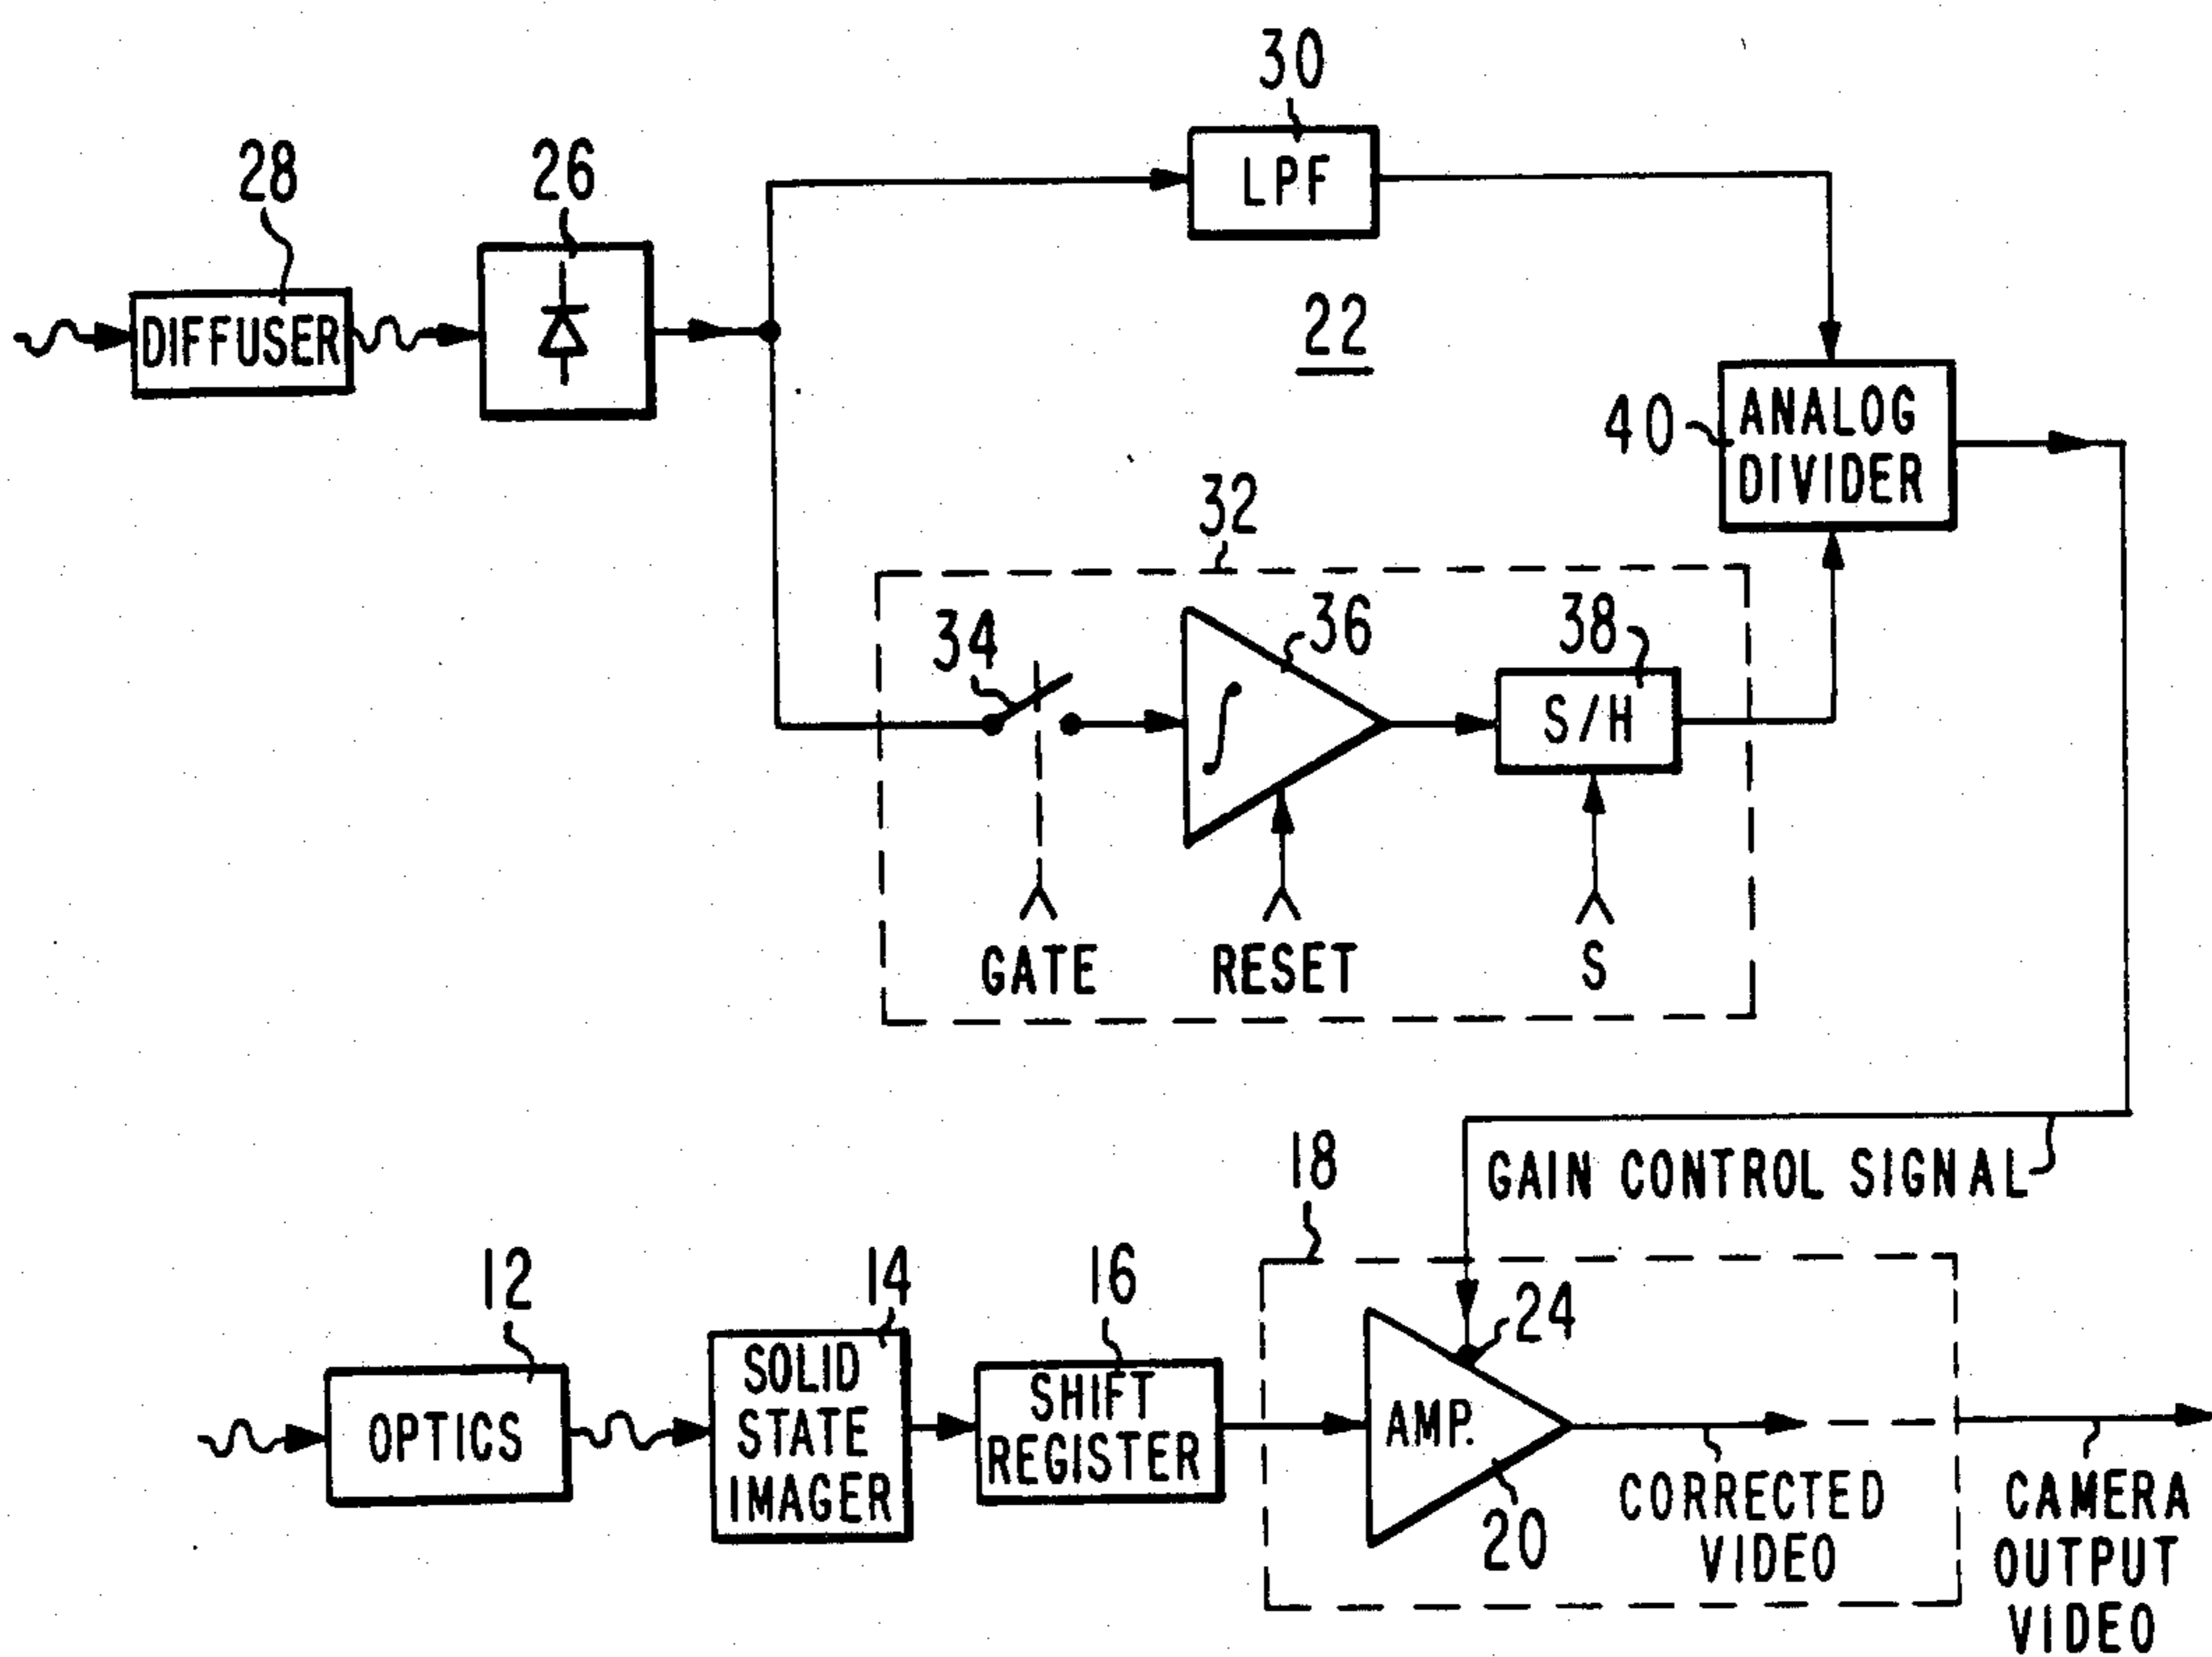 30
28
26
LPF
22
DIFFUSER
40
ANALOG
DIVIDER
32
34
36
38
∫
S/H
GATE
RESET
S
GAIN CONTROL SIGNAL
18
12
14
16
24
OPTICS
SOLID
STATE
IMAGER
SHIFT
REGISTER
AMP.
20
CORRECTED
VIDEO
CAMERA
OUTPUT
VIDEO